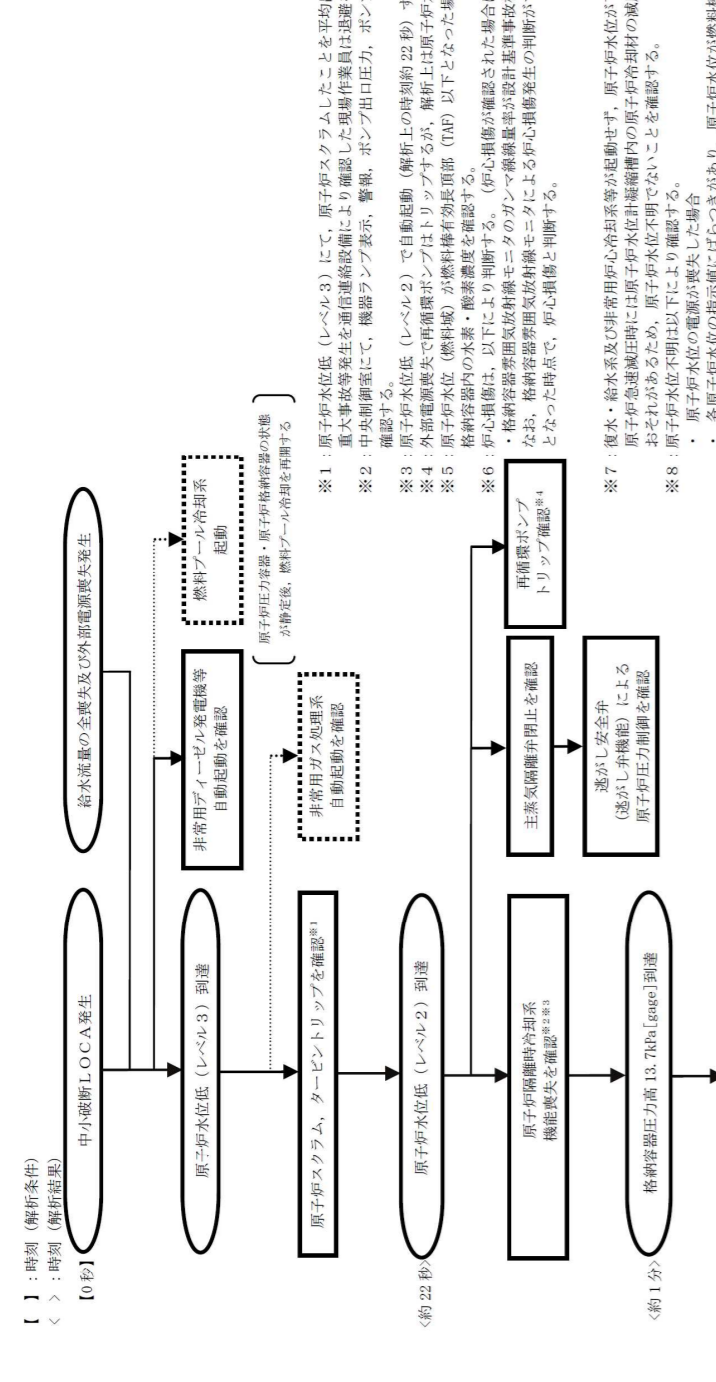 【　】：時刻（解析条件）
＜　＞：時刻（解析結果）
【0秒】
中小破断ＬＯＣＡ発生
給水流量の全喪失及び外部電源喪失発生
原子炉水位低（レベル３）到達
非常用ディーゼル発電機等
自動起動を確認
燃料プール冷却系
起動
原子炉圧力容器・原子炉格納容器の状態
が静定後，燃料プール冷却を再開する
原子炉スクラム，タービントリップを確認※1
非常用ガス処理系
自動起動を確認
<約22秒>
原子炉水位低（レベル２）到達
原子炉隔離時冷却系
機能喪失を確認※2※3
主蒸気隔離弁閉止を確認
再循環ポンプ
トリップ確認※4
逃がし安全弁
（逃がし弁機能）による
原子炉圧力制御を確認
<約1分>
格納容器圧力高 13.7kPa[gage]到達
※１：原子炉水位低（レベル３）にて，原子炉スクラムしたことを平均
重大事故等発生を通信連絡設備により確認した現場作業員は退避
※２：中央制御室にて，機器ランプ表示，警報，ポンプ出口圧力，ポン
確認する。
※３：原子炉水位低（レベル２）で自動起動（解析上の時刻約 22 秒）す
※４：外部電源喪失で再循環ポンプはトリップするが，解析上は原子炉
※５：原子炉水位（燃料域）が燃料棒有効長頂部（TAF）以下となった場
格納容器内の水素・酸素濃度を確認する。
※６：炉心損傷は，以下により判断する。（炉心損傷が確認された場合
・格納容器雰囲気放射線モニタのガンマ線線量率が設計基準事故
なお，格納容器雰囲気放射線モニタによる炉心損傷発生の判断が
となった時点で，炉心損傷と判断する。
※７：復水・給水系及び非常用炉心冷却系等が起動せず，原子炉水位が
原子炉急速減圧時には原子炉水位計凝縮槽内の原子炉冷却材の減
おそれがあるため，原子炉水位不明でないことを確認する。
※８：原子炉水位不明は以下により確認する。
・ 原子炉水位の電源が喪失した場合
・ 各原子炉水位の指示値にばらつきがあり，原子炉水位が燃料